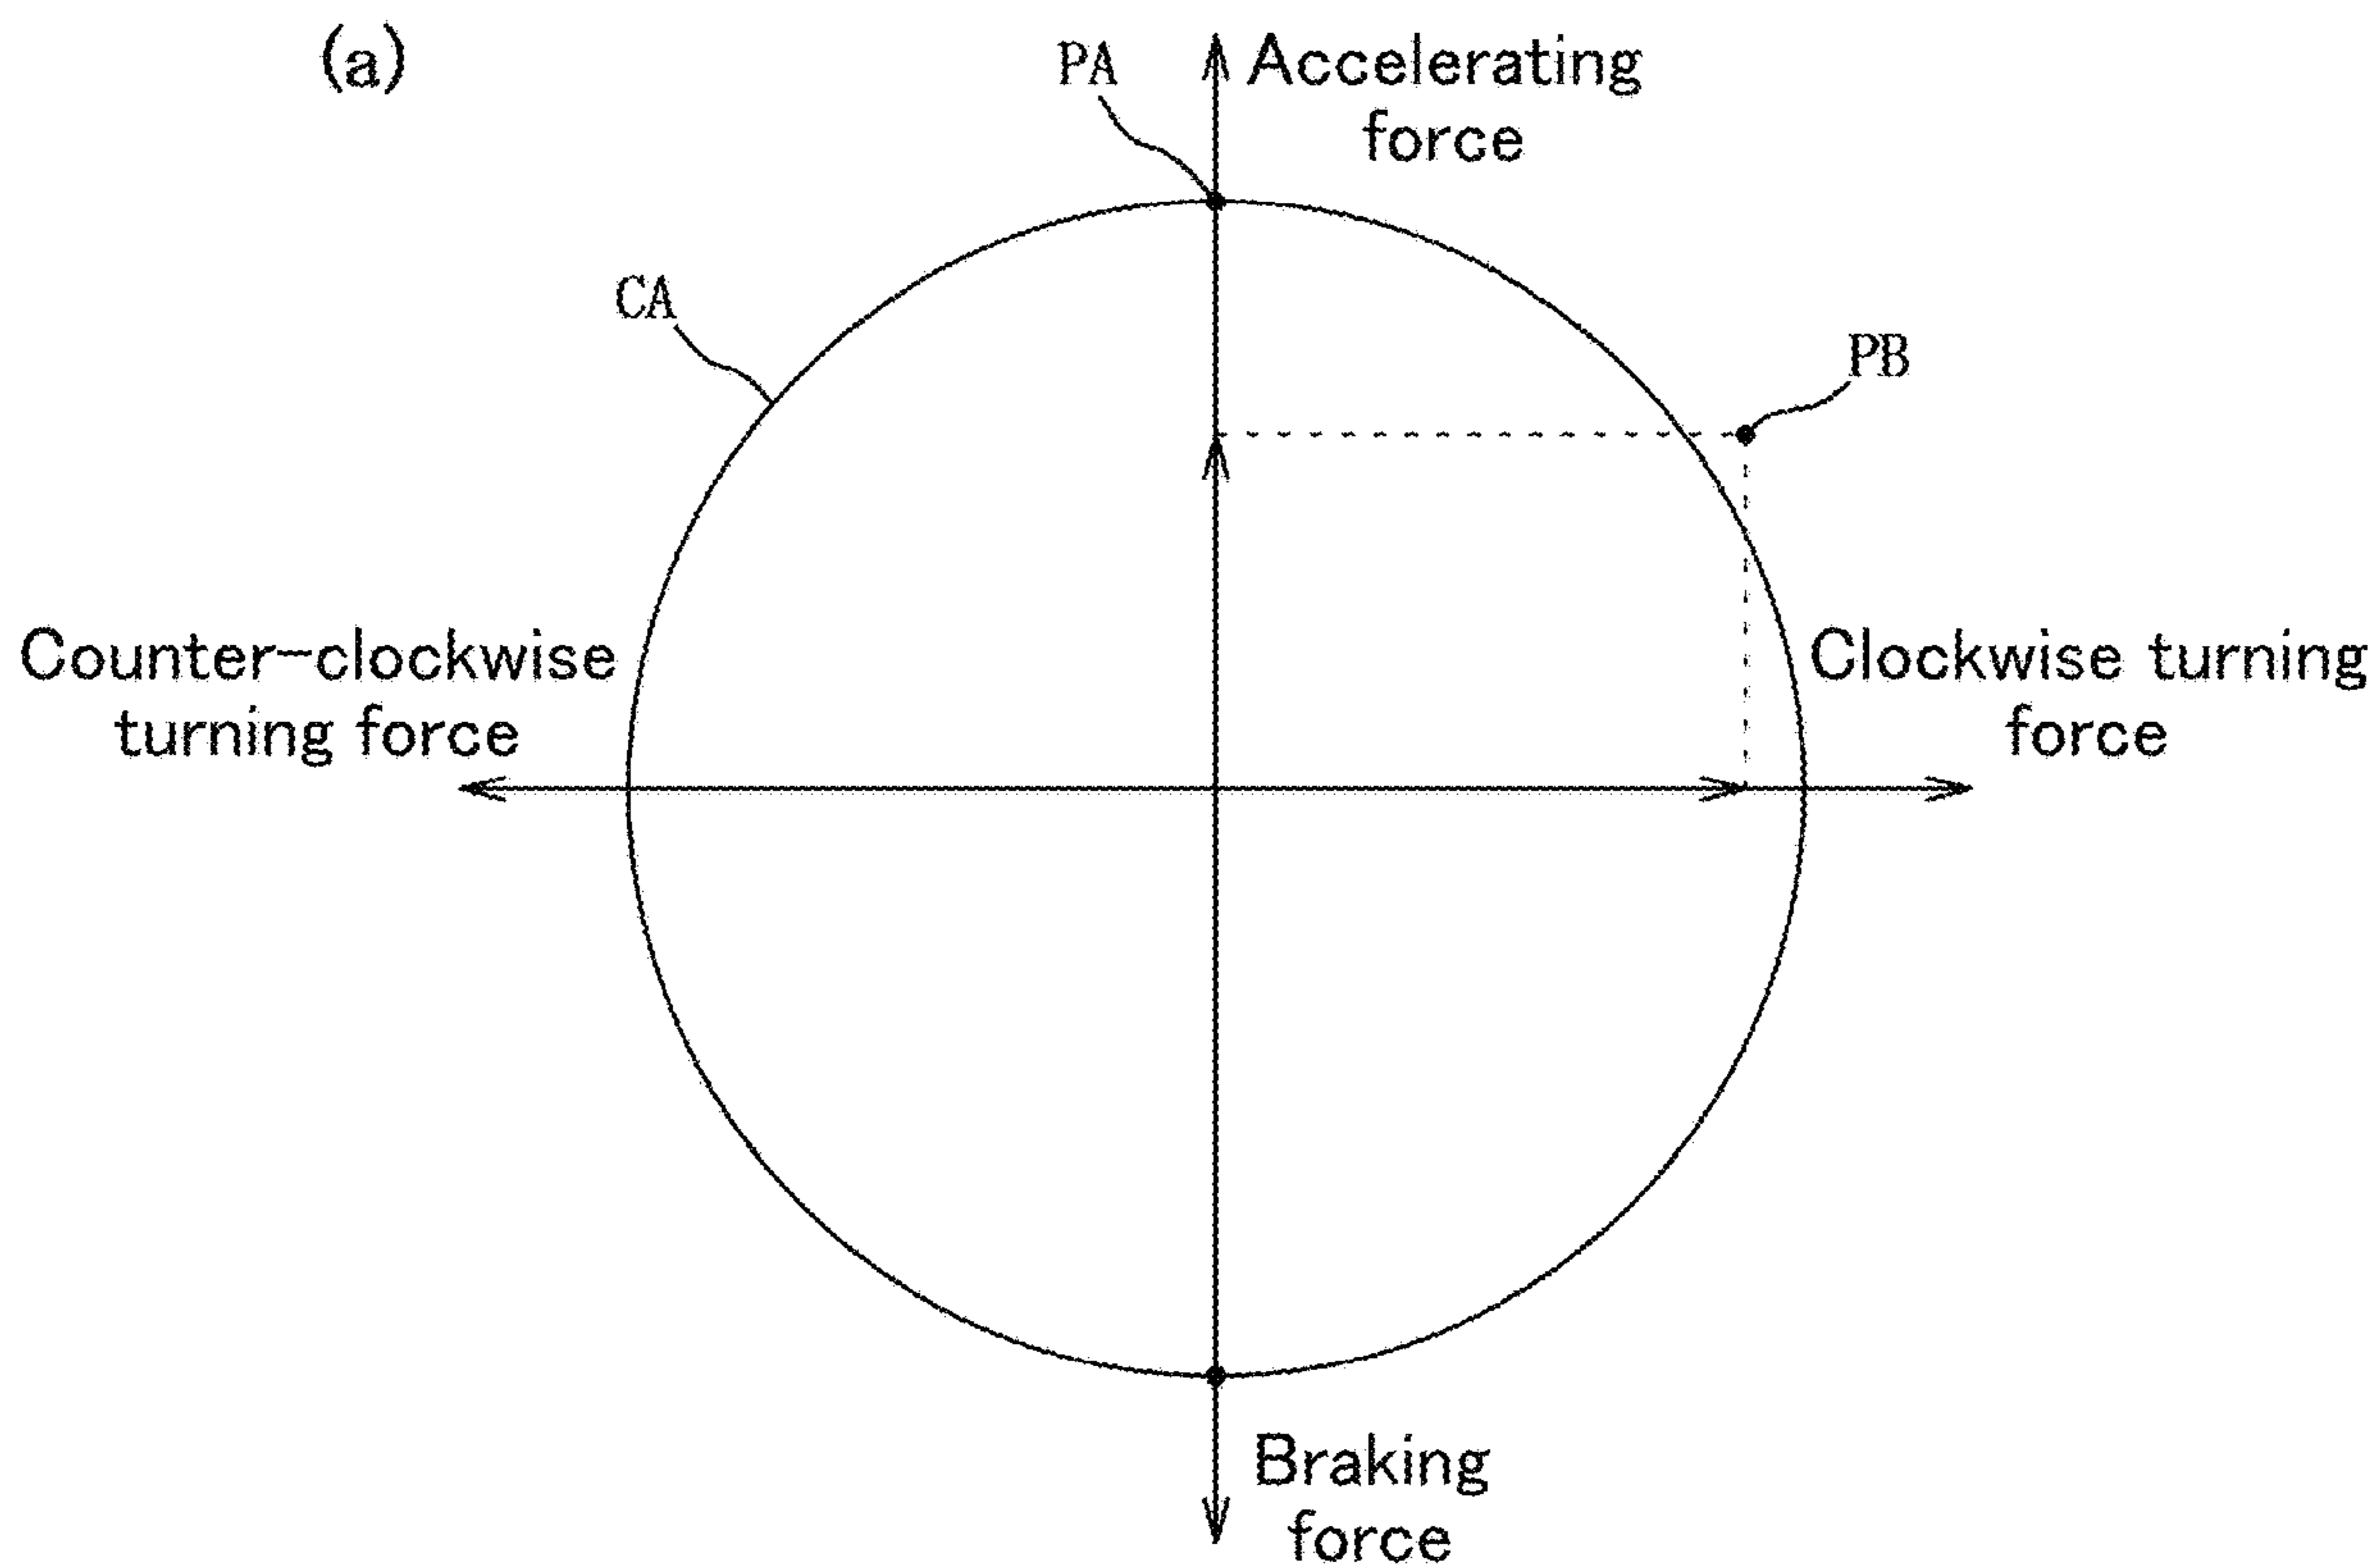 (a)
PA
Accelerating
force
CA
PB
Counter-clockwise
turning force
Clockwise turning
force
Braking
force